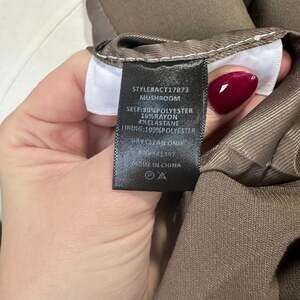 STYLE#ACT17873
MUSHROOM
SELF:80%POLYESTER
16%RAYON
4%ELASTANE
LINING:100%POLYESTER
DRY CLEAN ONLY
MADE IN CHINA